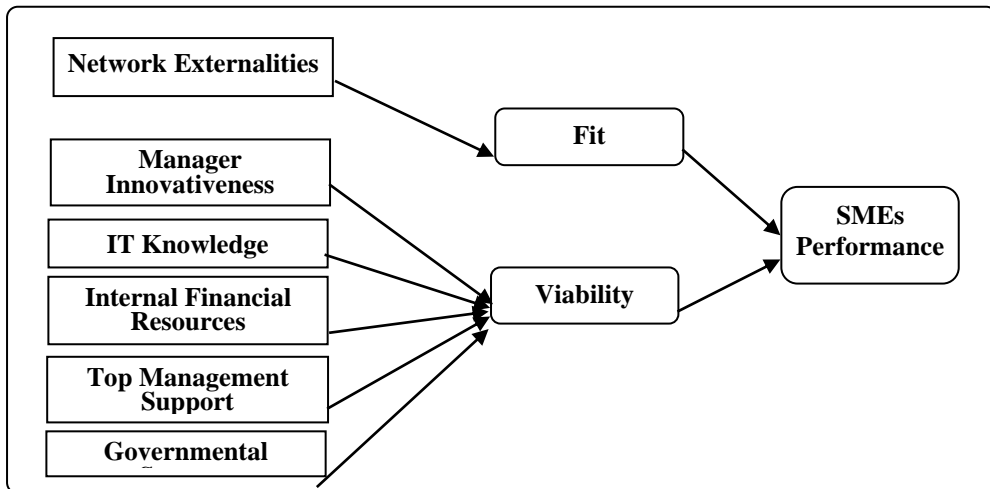 Network Externalities
Fit
Manager
Innovativeness
SMEs
Performance
IT Knowledge
Viability
Internal Financial
Resources
Top Management
Support
Governmental